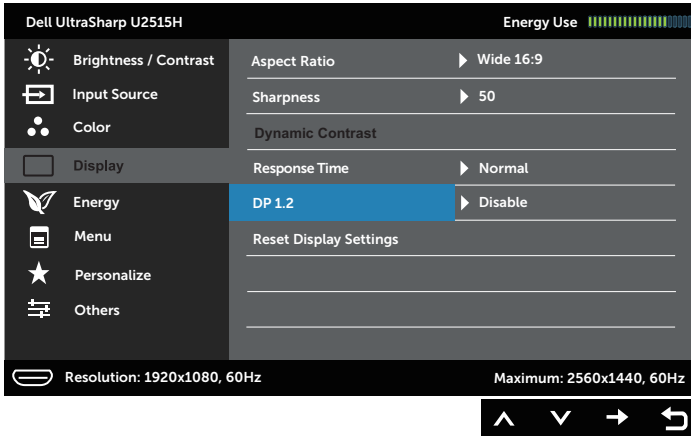 Dell UltraSharp U2515H Energy Use
Brightness / Contrast
Input Source
Color
Display
Energy
Menu
Personalize
Others
Aspect Ratio Wide 16:9
Sharpness 50
Dynamic Contrast
Response Time Normal
DP 1.2 Disable
Reset Display Settings
Resolution: 1920x1080, 60Hz Maximum: 2560x1440, 60Hz